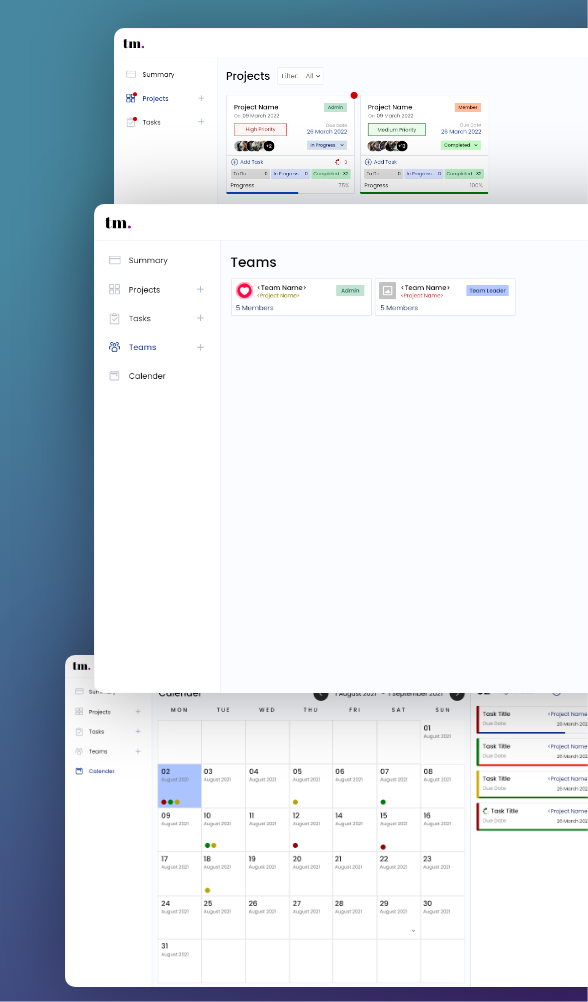 tm.
Summary
Projects +
Tasks +
Projects
Filter: All
Project Name Admin
On 09 March 2022
High Priority
Due Date
26 March 2022
+2
In Progress
Add Task 3
To Do 0 In Progress 0 Completed 32
Progress 75%
Project Name Member
On 09 March 2022
Medium Priority
Due Date
26 March 2022
+13
Completed
Add Task
To Do 0 In Progress 0 Completed 32
Progress 100%
tm.
Summary
Projects +
Tasks +
Teams +
Calender
Teams
<Team Name> Admin
<Project Name>
5 Members
<Team Name> Team Leader
<Project Name>
5 Members
tm.
Projects +
Tasks +
Teams +
Calender
Calender
1 August 2021 - 1 September 2021
MON TUE WED THU FRI SAT SUN
01
August 2021
02 03 04 05 06 07 08
August 2021 August 2021 August 2021 August 2021 August 2021 August 2021 August 2021
09 10 11 12 14 15 16
August 2021 August 2021 August 2021 August 2021 August 2021 August 2021 August 2021
17 18 19 20 21 22 23
August 2021 August 2021 August 2021 August 2021 August 2021 August 2021 August 2021
24 25 26 27 28 29 30
August 2021 August 2021 August 2021 August 2021 August 2021 August 2021 August 2021
31
August 2021
Task Title <Project Name
Due Date 26 March 202
Task Title <Project Name
Due Date 26 March 202
Task Title <Project Name
Due Date 26 March 202
Task Title <Project Name
Due Date 26 March 202